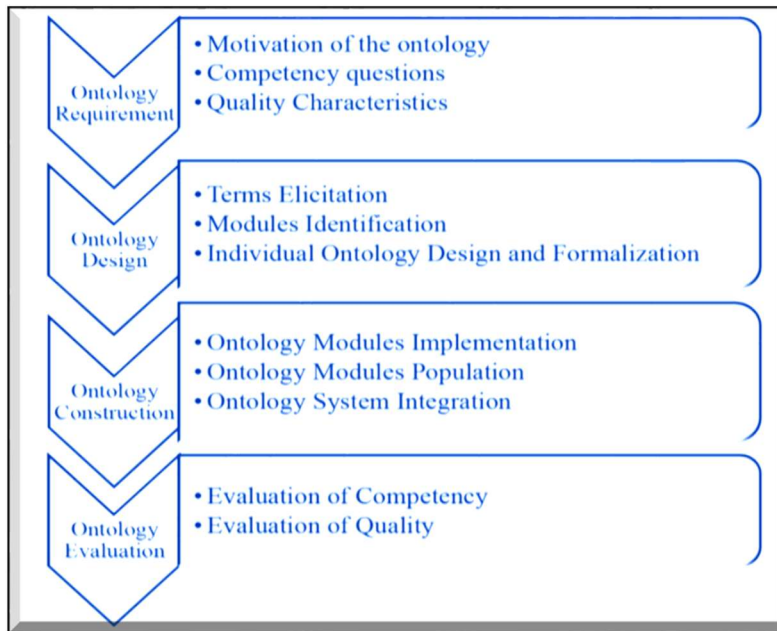 Ontology
Requirement
• Motivation of the ontology
• Competency questions
• Quality Characteristics
Ontology
Design
• Terms Elicitation
• Modules Identification
• Individual Ontology Design and Formalization
Ontology
Construction
• Ontology Modules Implementation
• Ontology Modules Population
• Ontology System Integration
Ontology
Evaluation
• Evaluation of Competency
• Evaluation of Quality